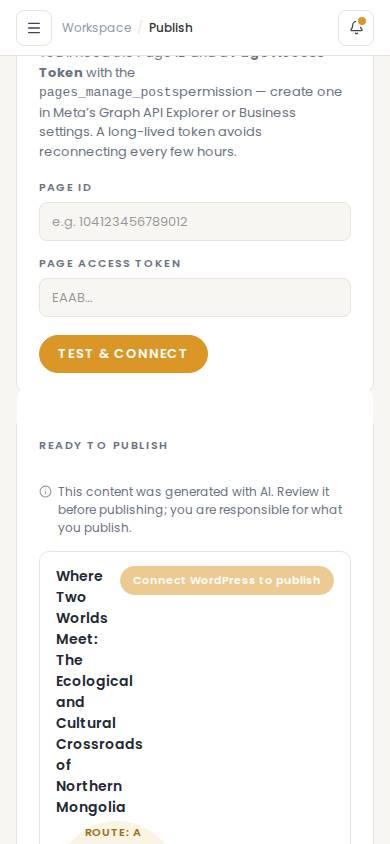 Workspace / Publish
Token with the
pages_manage_posts permission — create one
in Meta's Graph API Explorer or Business
settings. A long-lived token avoids
reconnecting every few hours.
PAGE ID
e.g. 104123456789012
PAGE ACCESS TOKEN
EAAB…
TEST & CONNECT
READY TO PUBLISH
This content was generated with AI. Review it
before publishing; you are responsible for what
you publish.
Where
Two
Worlds
Meet:
The
Ecological
and
Cultural
Crossroads
of
Northern
Mongolia
Connect WordPress to publish
ROUTE: A